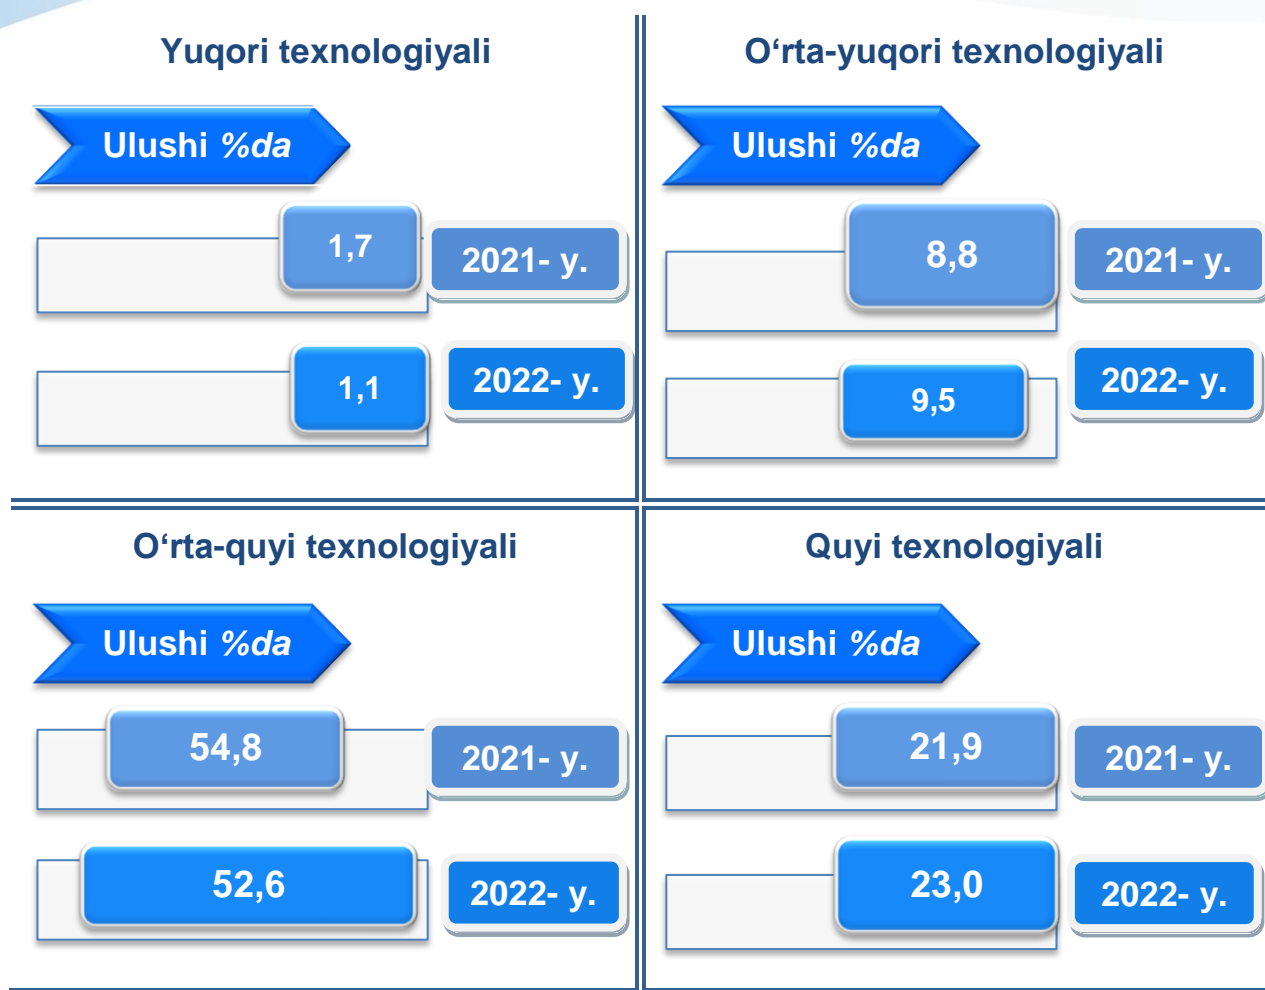 Yuqori texnologiyali
Ulushi %da
1,7
2021- y.
1,1
2022- y.
O‘rta-yuqori texnologiyali
Ulushi %da
8,8
2021- y.
9,5
2022- y.
O‘rta-quyi texnologiyali
Ulushi %da
54,8
2021- y.
52,6
2022- y.
Quyi texnologiyali
Ulushi %da
21,9
2021- y.
23,0
2022- y.